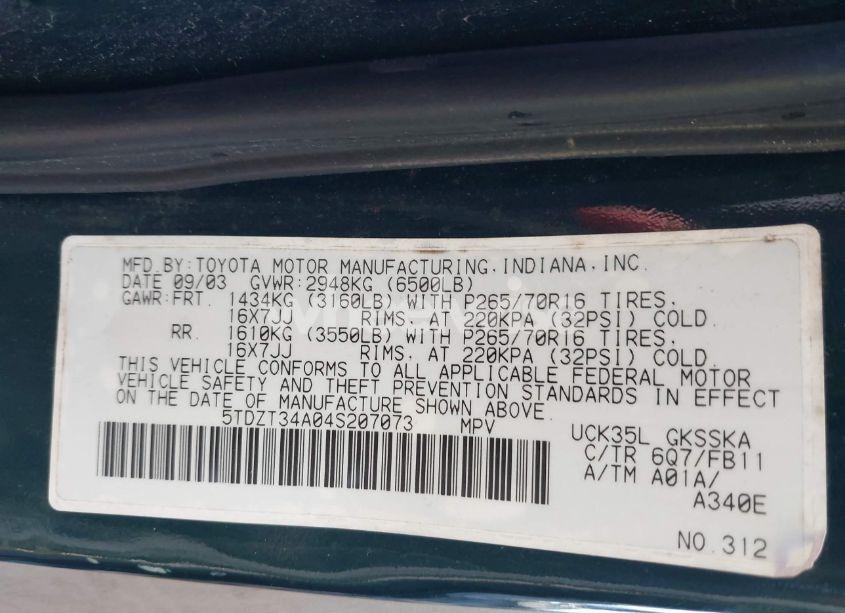 MFD.BY:TOYOTA MOTOR MANUFACTURING,INDIANA,INC.
DATE 09/03 GVWR:2948KG (6500LB)
GAWR:FRT. 1434KG (3160LB) WITH P265/70R16 TIRES,
16X7JJ RIMS, AT 220KPA (32PSI) COLD.
RR. 1610KG (3550LB) WITH P265/70R16 TIRES,
16X7JJ RIMS, AT 220KPA (32PSI) COLD.
THIS VEHICLE CONFORMS TO ALL APPLICABLE FEDERAL MOTOR
VEHICLE SAFETY AND THEFT PREVENTION STANDARDS IN EFFECT
ON THE DATE OF MANUFACTURE SHOWN ABOVE.
5TDZT34A04S207073 MPV
UCK35L GKSSKA
C/TR 6Q7/FB11
A/TM A01A/
A340E
NO.312